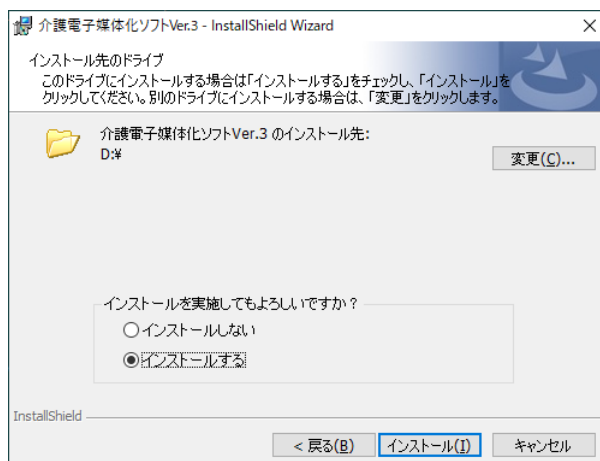 介護電子媒体化ソフトVer.3 - InstallShield Wizard
インストール先のドライブ
このドライブにインストールする場合は「インストールする」をチェックし、「インストール」を
クリックしてください。別のドライブにインストールする場合は、「変更」をクリックします。
介護電子媒体化ソフトVer.3 のインストール先:
D:¥
変更(C)...
インストールを実施してもよろしいですか？
インストールしない
インストールする
InstallShield
< 戻る(B)
インストール(I)
キャンセル